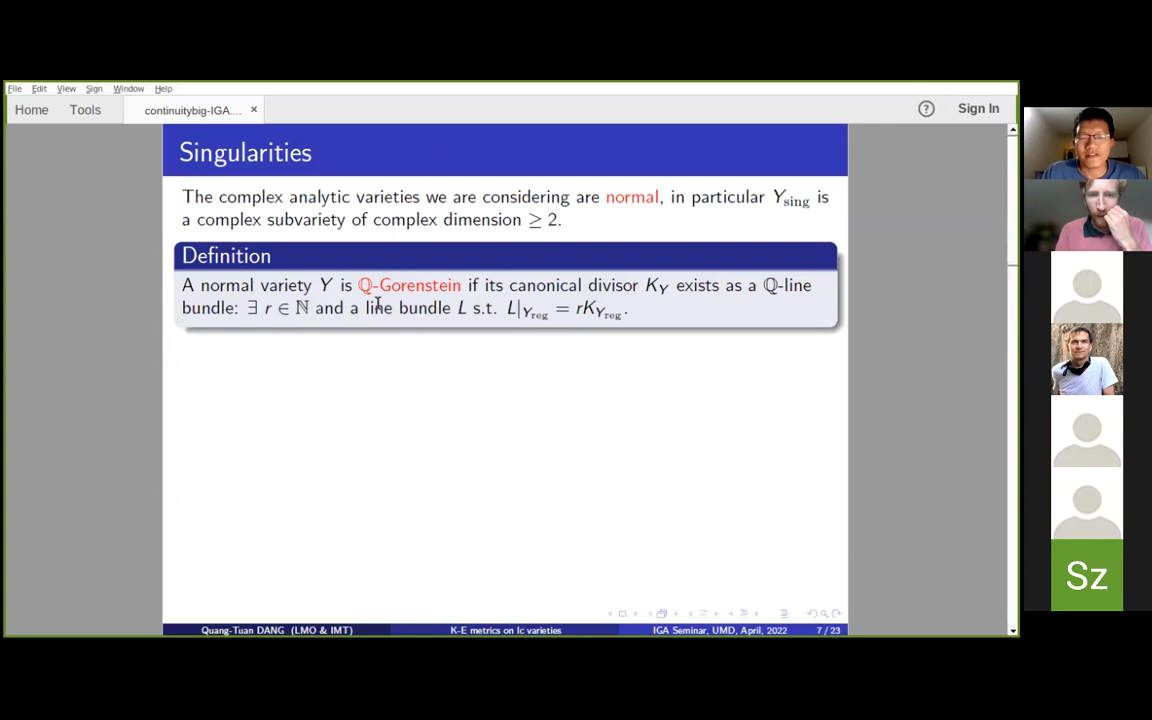 File Edit View Sign Window Help
Home Tools continuitybig-IGA.... × Sign In
Singularities
The complex analytic varieties we are considering are normal, in particular Y_sing is
a complex subvariety of complex dimension ≥ 2.
Definition
A normal variety Y is ℚ-Gorenstein if its canonical divisor K_Y exists as a ℚ-line
bundle: ∃ r ∈ ℕ and a line bundle L s.t. L|_{Y_reg} = rK_{Y_reg}.
Quang-Tuan DANG (LMO & IMT) K-E metrics on lc varieties IGA Seminar, UMD, April, 2022 7 / 23
Sz